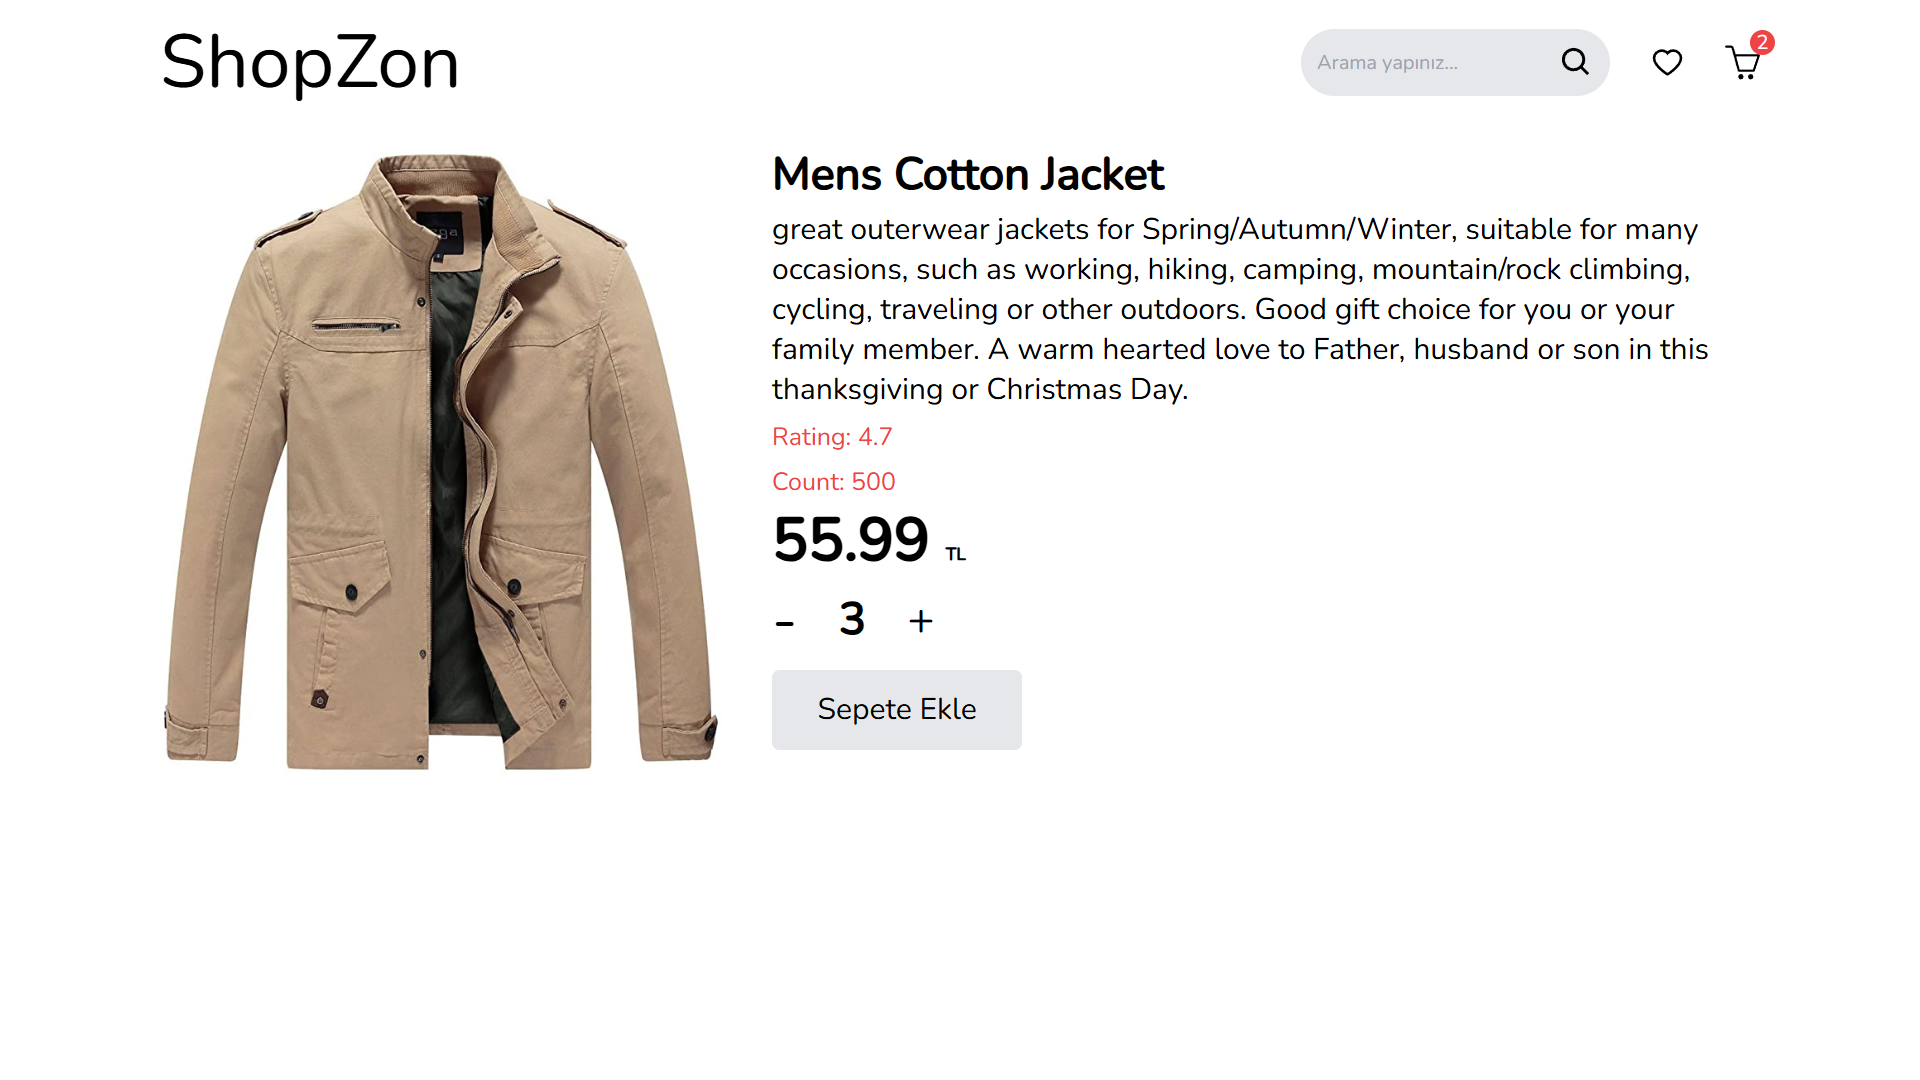 ShopZon
Arama yapınız...
2
Mens Cotton Jacket
great outerwear jackets for Spring/Autumn/Winter, suitable for many
occasions, such as working, hiking, camping, mountain/rock climbing,
cycling, traveling or other outdoors. Good gift choice for you or your
family member. A warm hearted love to Father, husband or son in this
thanksgiving or Christmas Day.
Rating: 4.7
Count: 500
55.99 TL
- 3 +
Sepete Ekle